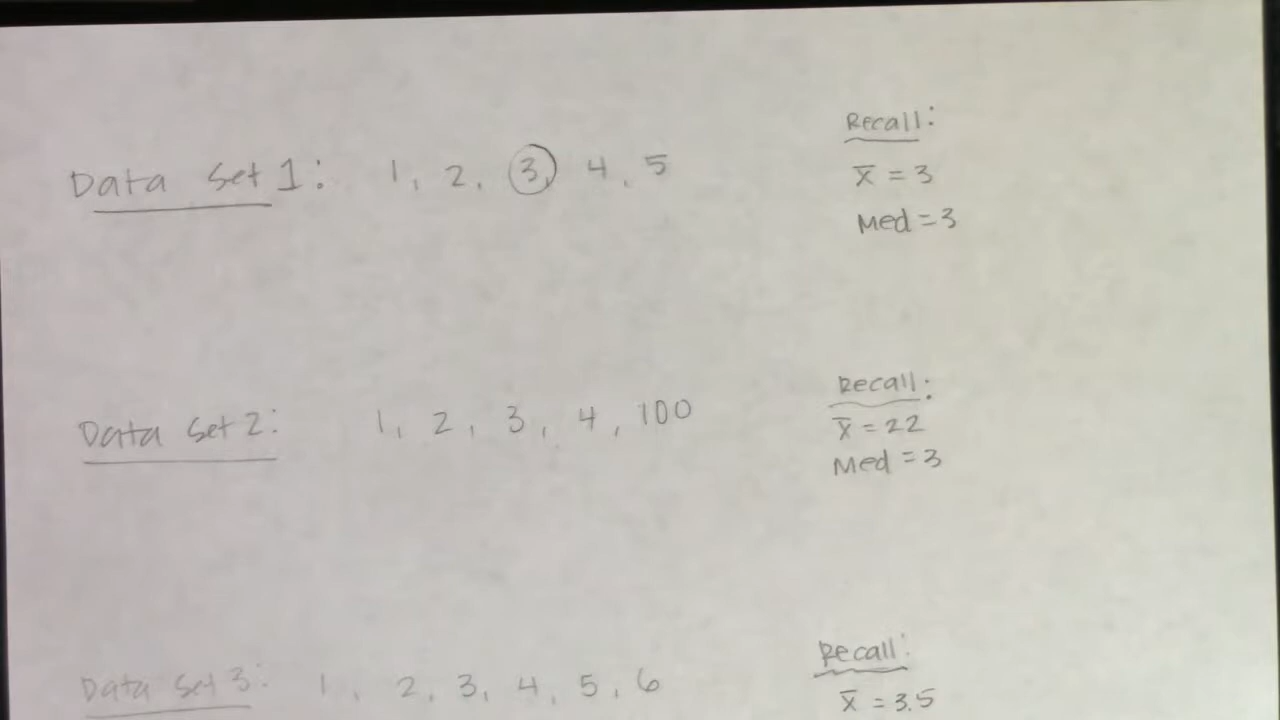 Recall:
Data Set 1: 1, 2, 3, 4, 5
x̄ = 3
Med = 3
Recall:
Data Set 2: 1, 2, 3, 4, 100
x̄ = 22
Med = 3
Recall:
Data Set 3: 1, 2, 3, 4, 5, 6
x̄ = 3.5